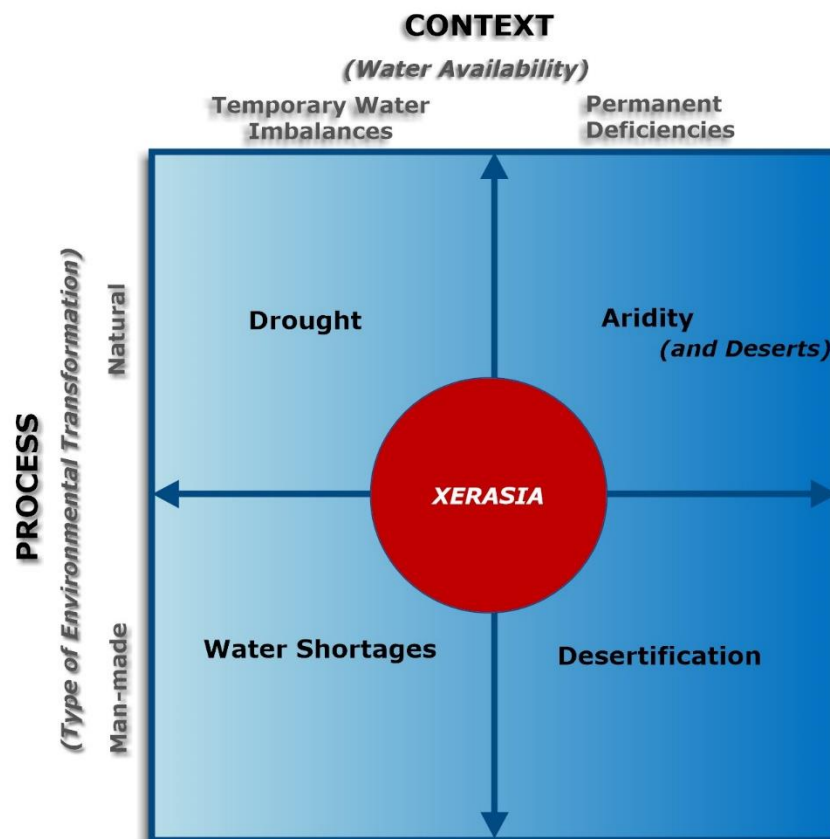 CONTEXT
(Water Availability)
Temporary Water
Imbalances
Permanent
Deficiencies
PROCESS
(Type of Environmental Transformation)
Natural
Man-made
Drought
Aridity
(and Deserts)
XERASIA
Water Shortages
Desertification